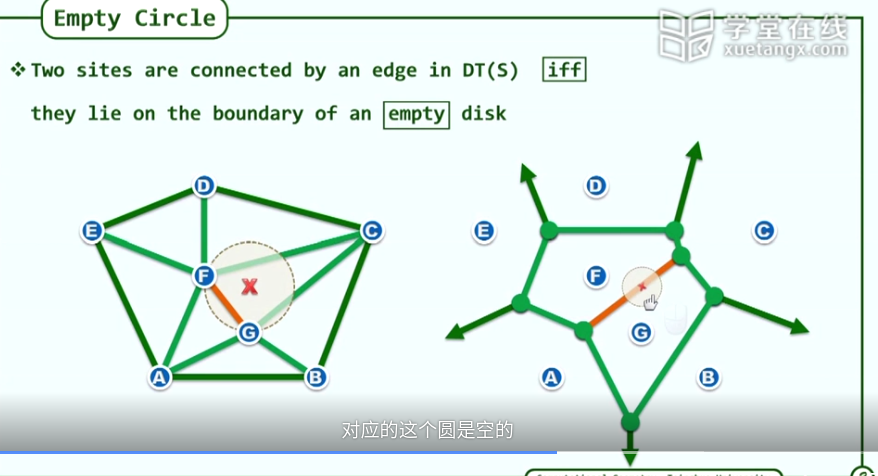 Empty Circle
学堂在线
xuetangx.com
❖ Two sites are connected by an edge in DT(S) iff
they lie on the boundary of an empty disk
D
E
C
F
X
G
A
B
D
E
C
F
x
G
A
B
对应的这个圆是空的